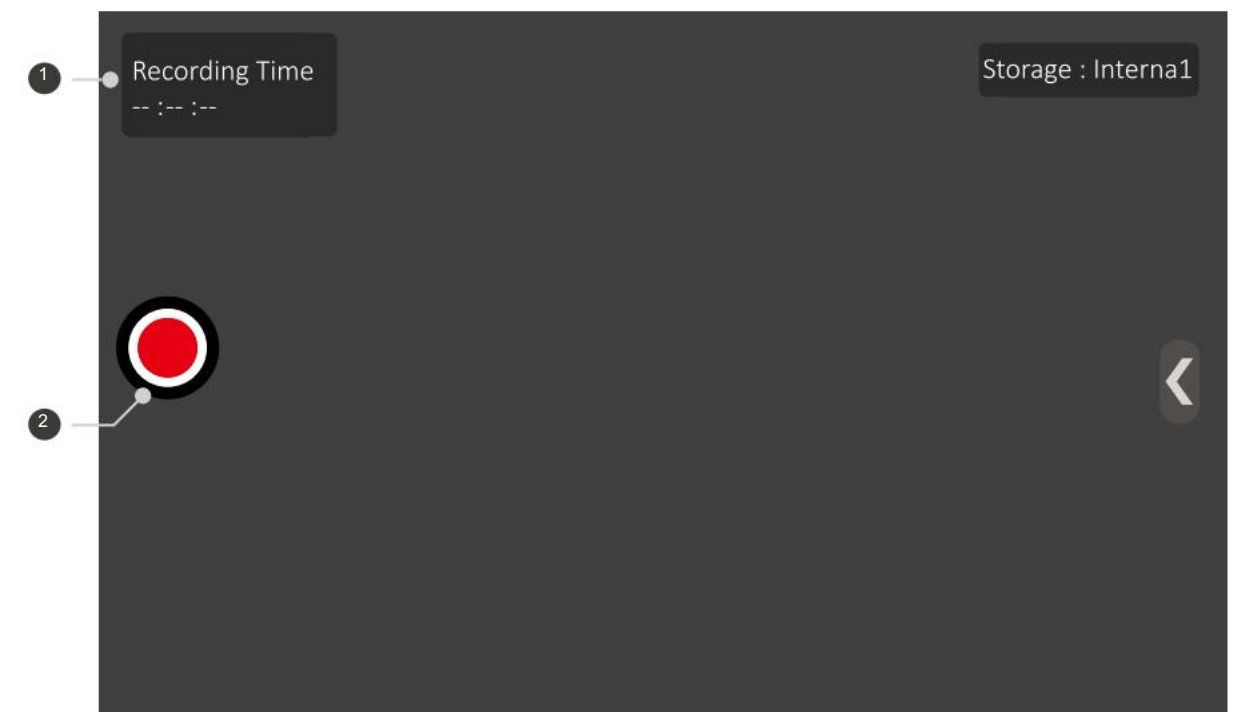 1
Recording Time
-- :-- :--
Storage : Interna1
2